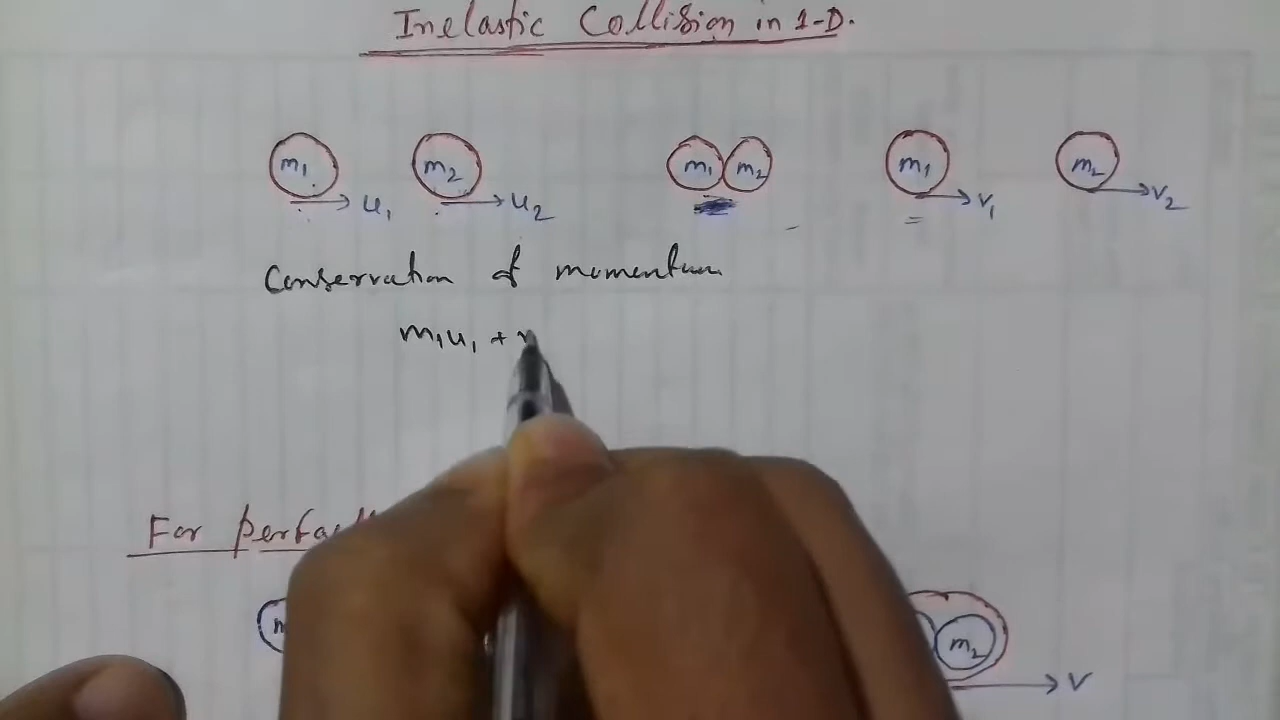 Inelastic Collision in 1-D.
m₁ m₂ m₁ m₂ m₁ m₂
u₁ u₂ v₁ v₂
Conservation of momentum
m₁u₁ +
For
m₂
v